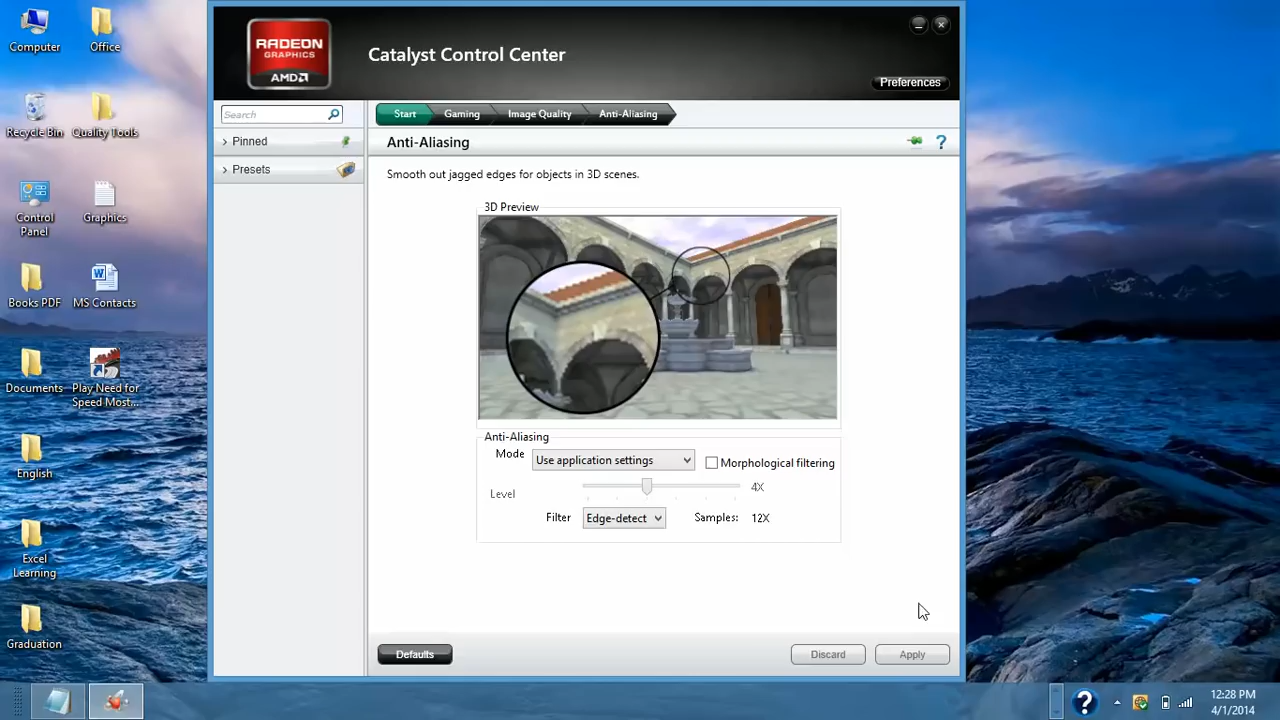 Computer
Office
Recycle Bin
Quality Tools
Control
Panel
Graphics
Books PDF
MS Contacts
Documents
Play Need for
Speed Most...
English
Excel
Learning
Graduation
RADEON
GRAPHICS
AMD
Catalyst Control Center
Preferences
Search
Pinned
Presets
Start
Gaming
Image Quality
Anti-Aliasing
Anti-Aliasing
?
Smooth out jagged edges for objects in 3D scenes.
3D Preview
Anti-Aliasing
Mode
Use application settings
Morphological filtering
Level
4X
Filter
Edge-detect
Samples:
12X
Defaults
Discard
Apply
?
12:28 PM
4/1/2014